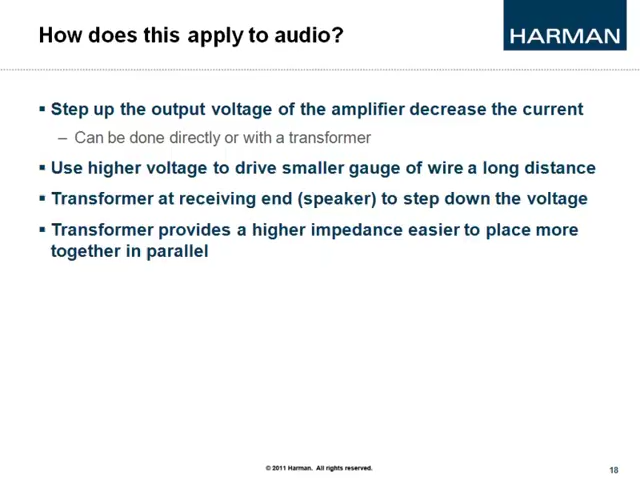 How does this apply to audio?
HARMAN
▪ Step up the output voltage of the amplifier decrease the current
– Can be done directly or with a transformer
▪ Use higher voltage to drive smaller gauge of wire a long distance
▪ Transformer at receiving end (speaker) to step down the voltage
▪ Transformer provides a higher impedance easier to place more
together in parallel
© 2011 Harman. All rights reserved.
18